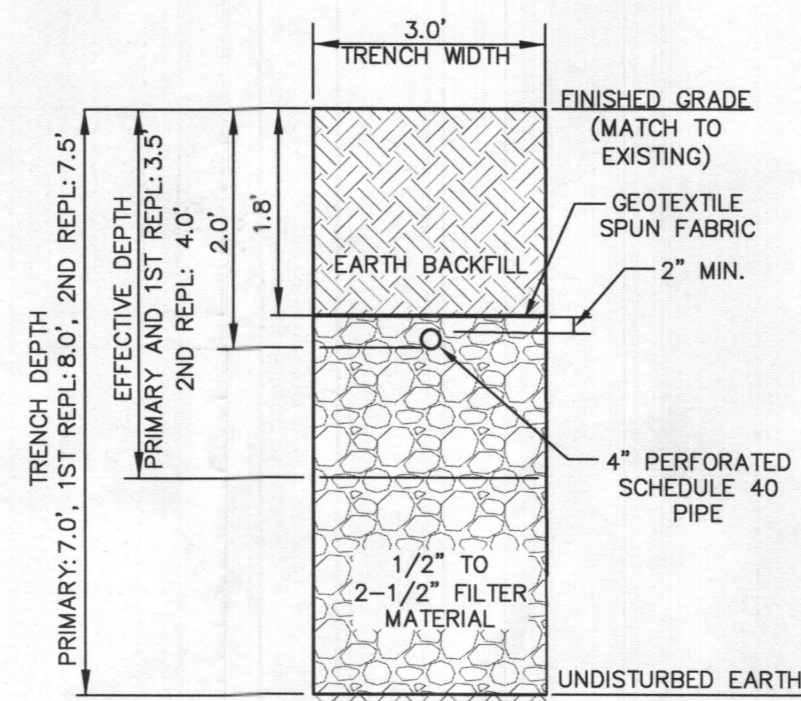 3.0'
TRENCH WIDTH
FINISHED GRADE
(MATCH TO
EXISTING)
GEOTEXTILE
SPUN FABRIC
2" MIN.
TRENCH DEPTH
PRIMARY: 7.0', 1ST REPL: 8.0', 2ND REPL: 7.5'
EFFECTIVE DEPTH
PRIMARY AND 1ST REPL: 3.5'
2ND REPL: 4.0'
2.0'
1.8'
EARTH BACKFILL
4" PERFORATED
SCHEDULE 40
PIPE
1/2" TO
2-1/2" FILTER
MATERIAL
UNDISTURBED EARTH